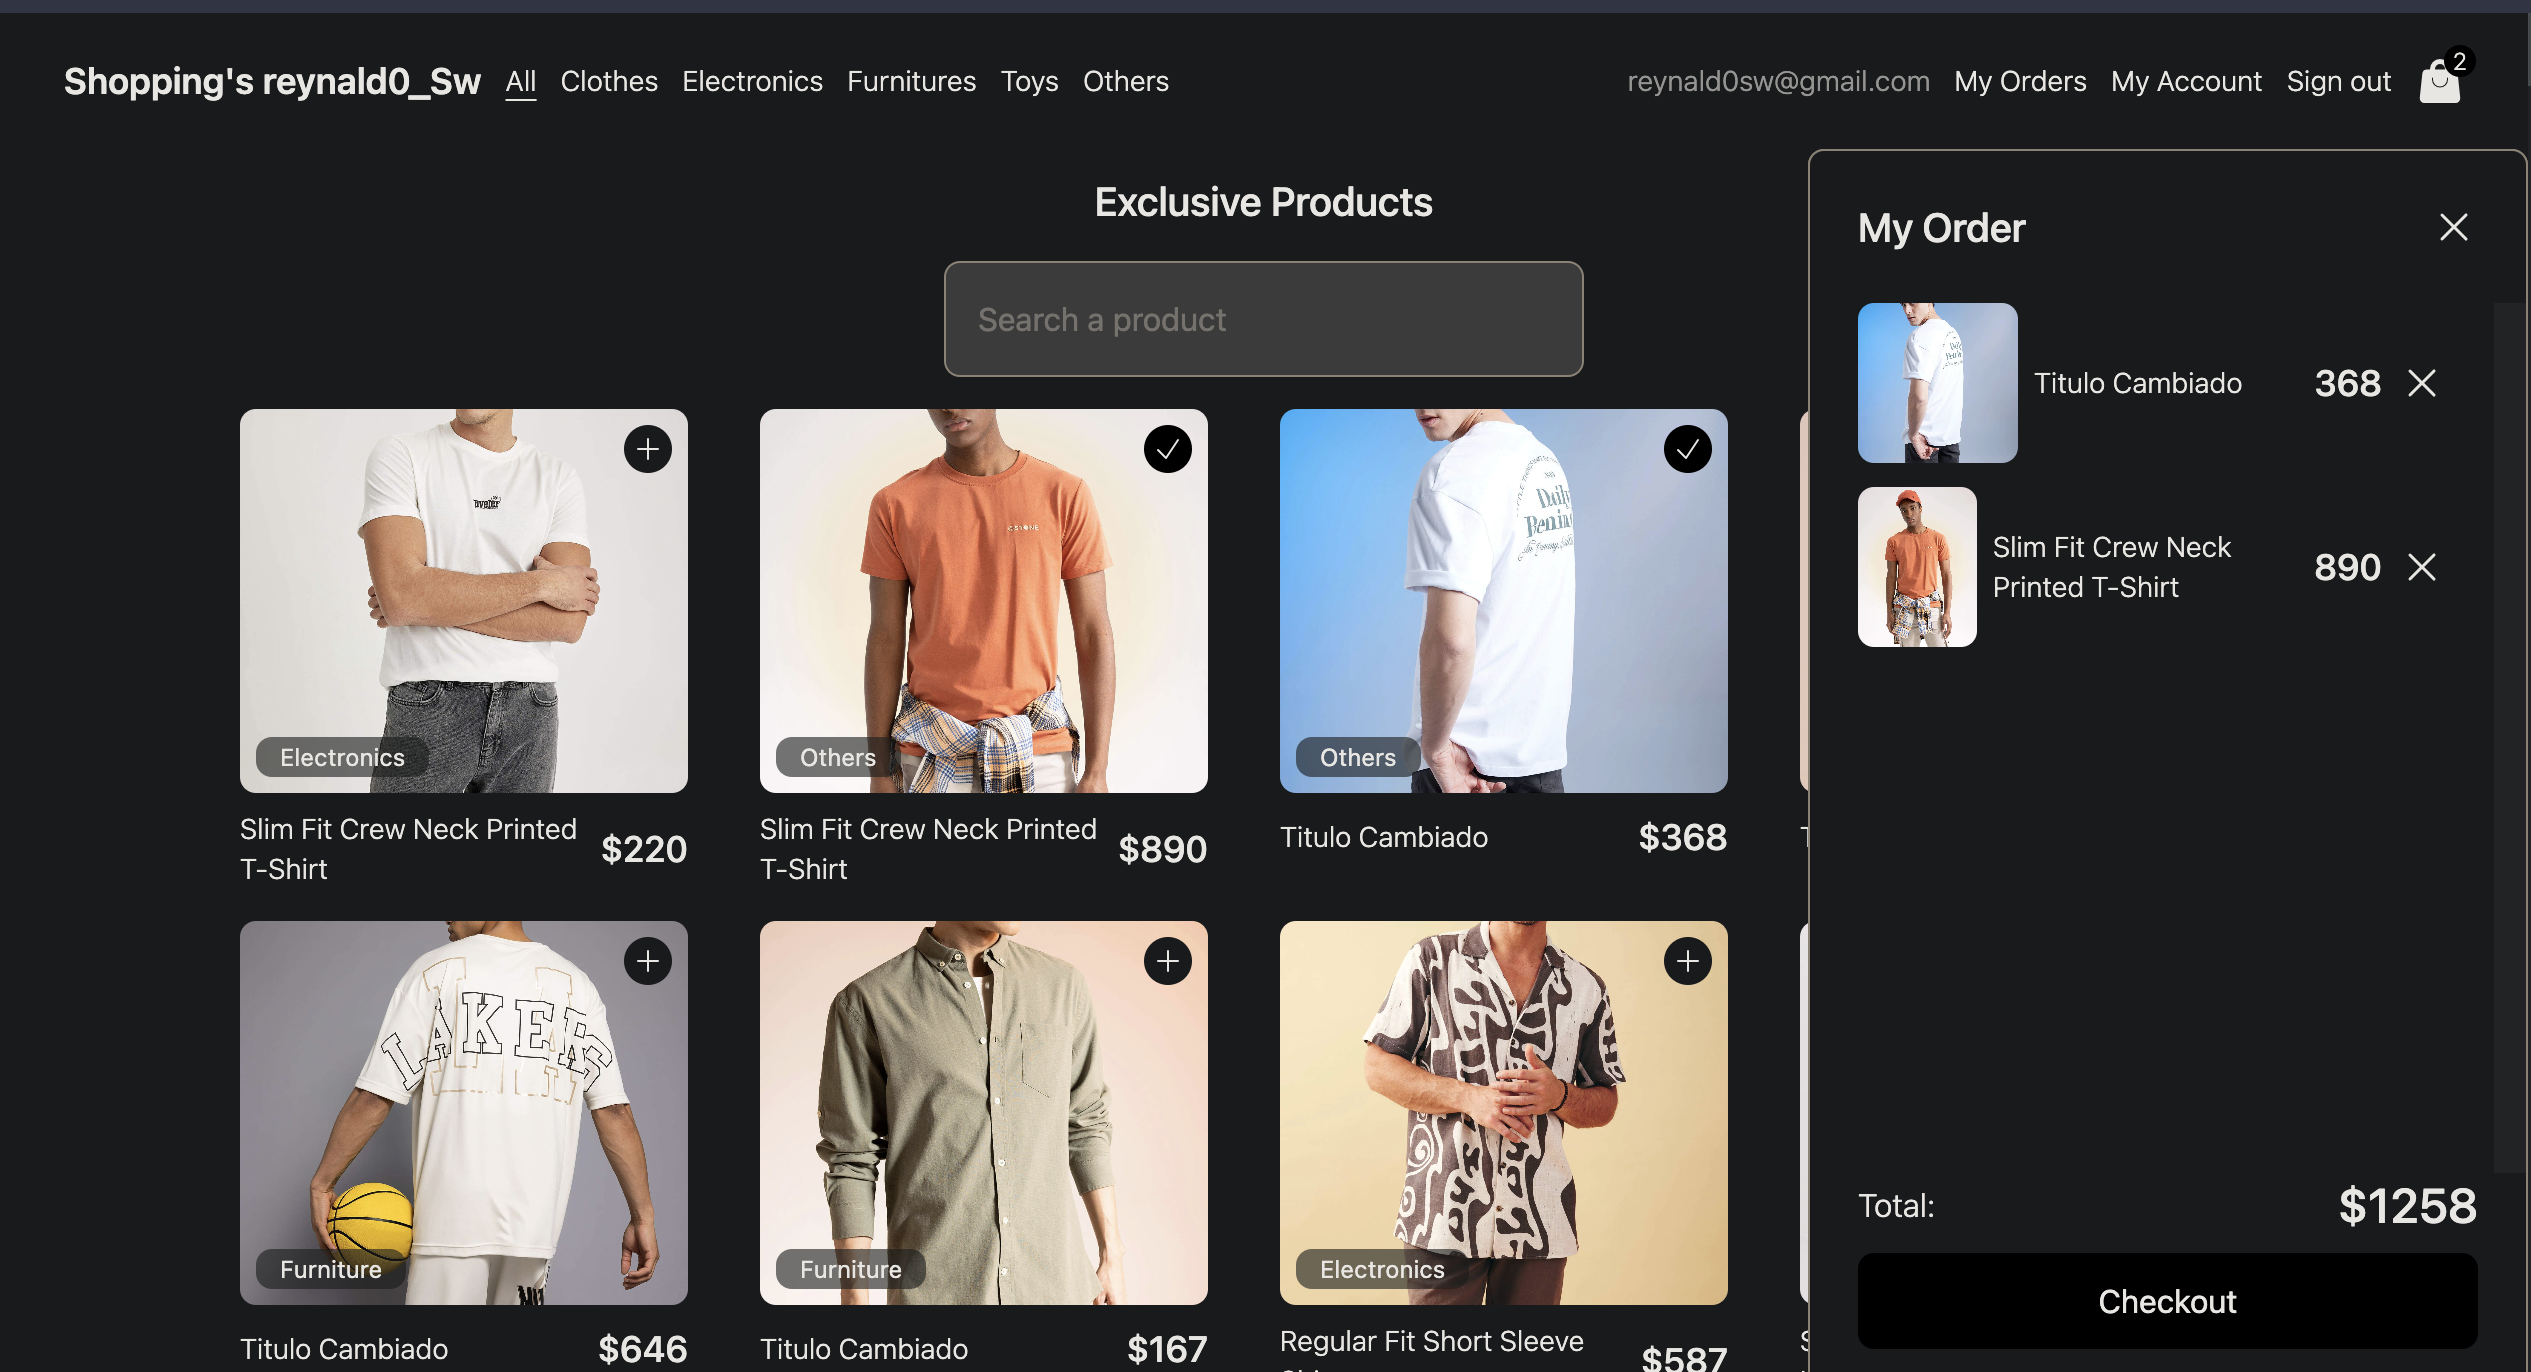 Shopping's reynald0_Sw All Clothes Electronics Furnitures Toys Others
reynald0sw@gmail.com My Orders My Account Sign out 2
Exclusive Products
Search a product
Electronics
Slim Fit Crew Neck Printed
T-Shirt
$220
Others
Slim Fit Crew Neck Printed
T-Shirt
$890
Daily
Others
Titulo Cambiado $368
LAKERS
Furniture
Titulo Cambiado $646
Furniture
Titulo Cambiado $167
Electronics
Regular Fit Short Sleeve
$587
My Order
Titulo Cambiado 368
Slim Fit Crew Neck
Printed T-Shirt
890
Total: $1258
Checkout